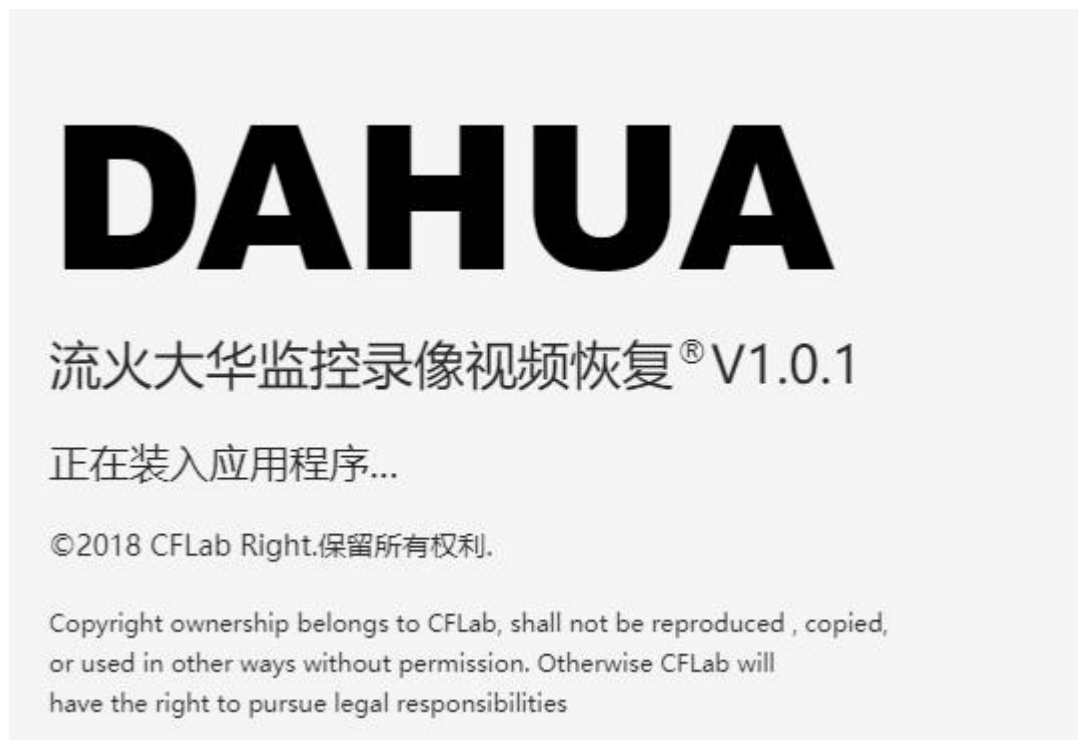 DAHUA
流火大华监控录像视频恢复®V1.0.1
正在装入应用程序...
©2018 CFLab Right.保留所有权利.
Copyright ownership belongs to CFLab, shall not be reproduced , copied,
or used in other ways without permission. Otherwise CFLab will
have the right to pursue legal responsibilities